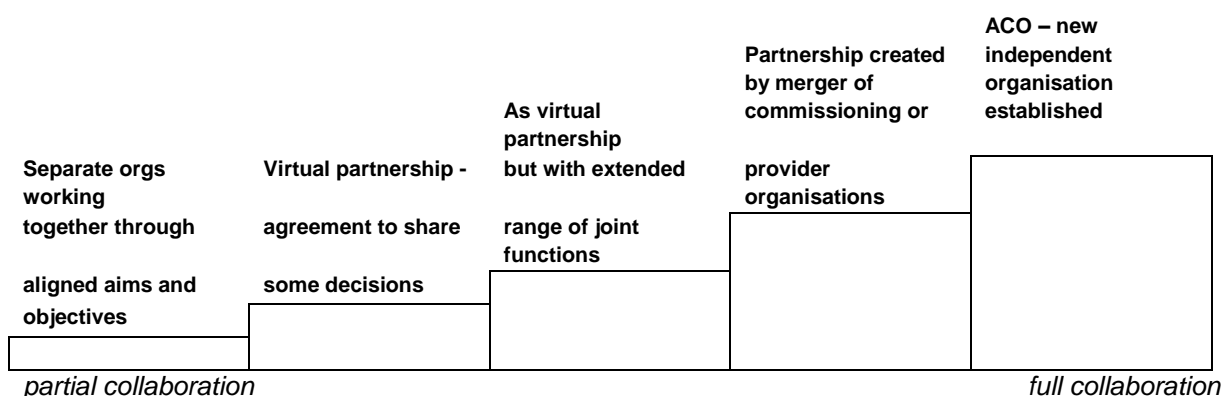 Separate orgs
working
together through
aligned aims and
objectives
Virtual partnership -
agreement to share
some decisions
As virtual
partnership
but with extended
range of joint
functions
Partnership created
by merger of
commissioning or
provider
organisations
ACO – new
independent
organisation
established
partial collaboration
full collaboration